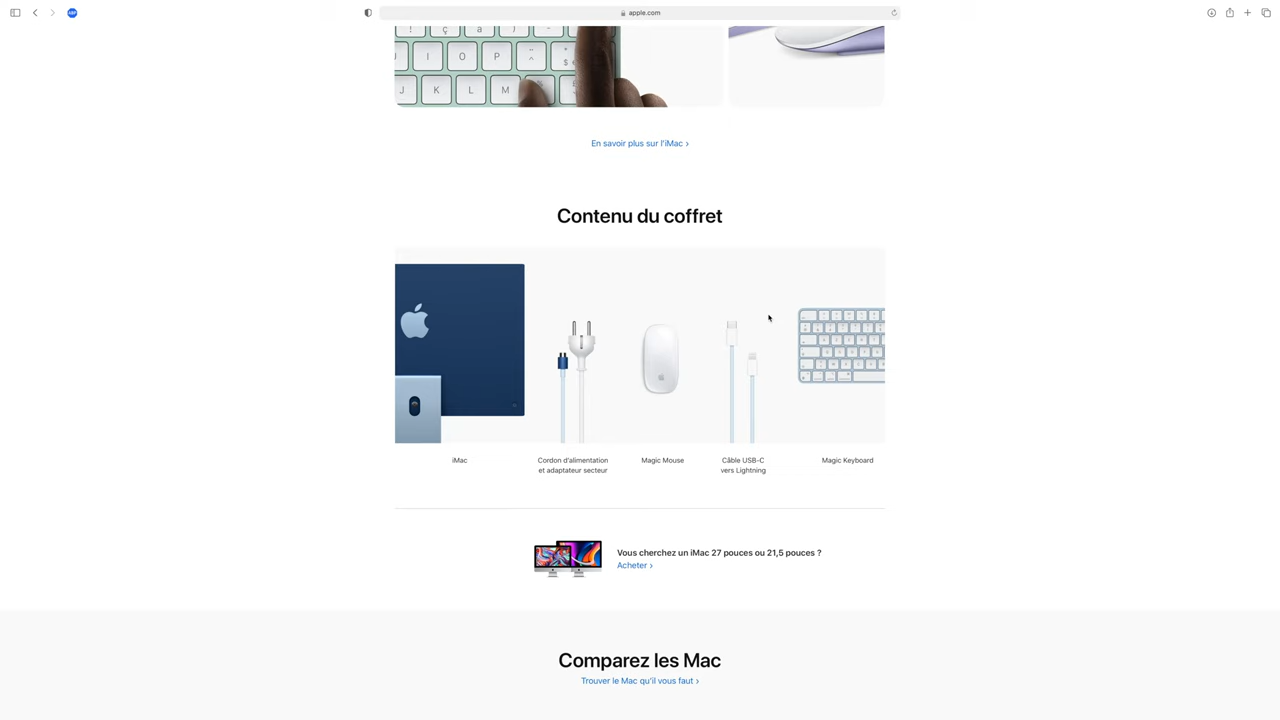 apple.com
! ç à ) -
I O P ^ $
J K L M
En savoir plus sur l'iMac >
Contenu du coffret
iMac
Cordon d'alimentation
et adaptateur secteur
Magic Mouse
Câble USB-C
vers Lightning
Magic Keyboard
Vous cherchez un iMac 27 pouces ou 21,5 pouces ?
Acheter >
Comparez les Mac
Trouver le Mac qu'il vous faut >